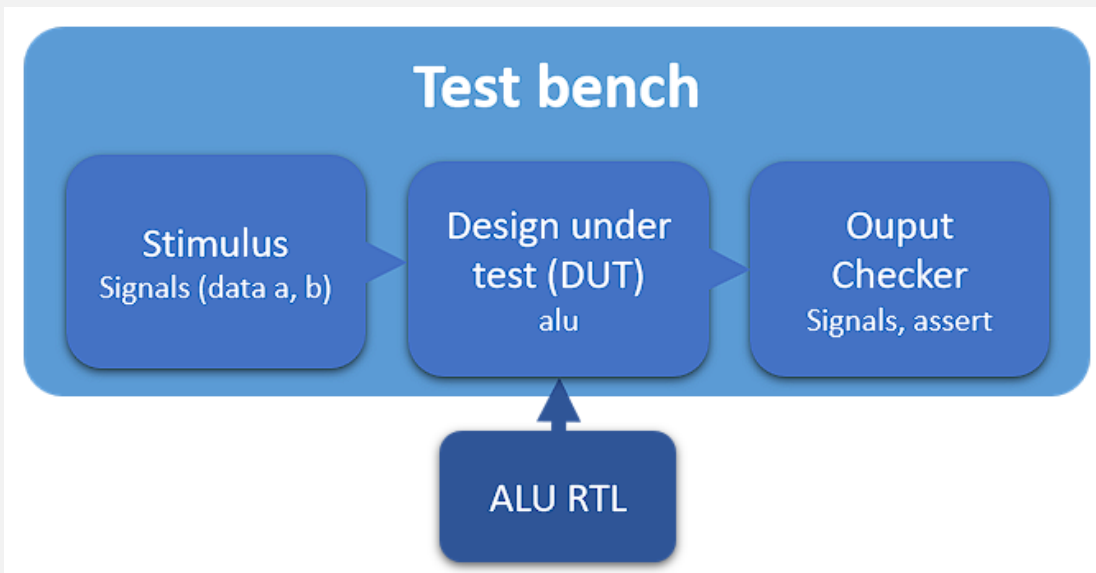 Test bench
Stimulus
Signals (data a, b)
Design under
test (DUT)
alu
Ouput
Checker
Signals, assert
ALU RTL